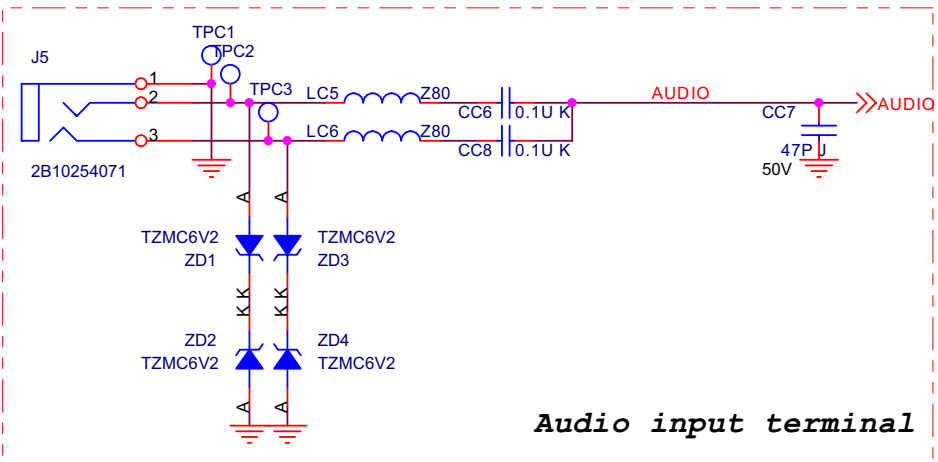 TPC1
J5
TPC2
TPC3
1
LC5
Z80
AUDIO
2
CC6
0.1U K
CC7
AUDIO
LC6
Z80
3
CC8
0.1U K
47P J
2B10254071
50V
A
A
TZMC6V2
TZMC6V2
ZD1
ZD3
K
K
K
K
ZD2
ZD4
TZMC6V2
TZMC6V2
A
A
Audio input terminal